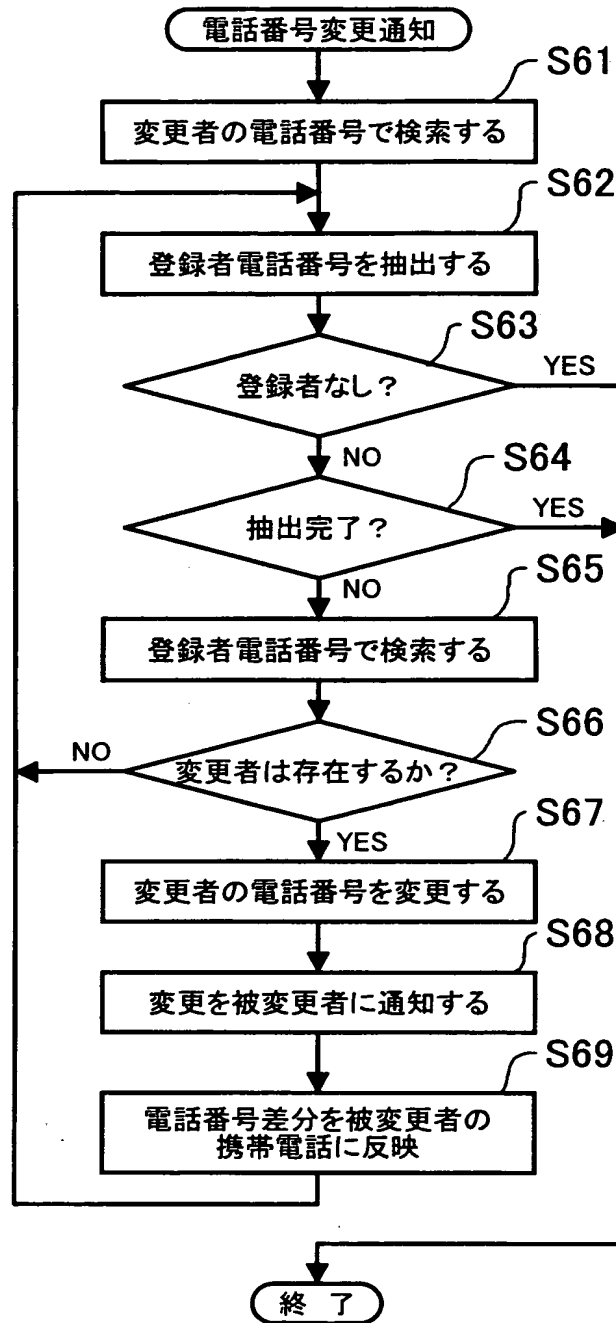 電話番号変更通知
S61
変更者の電話番号で検索する
S62
登録者電話番号を抽出する
S63
登録者なし?
YES
NO
S64
抽出完了?
YES
NO
S65
登録者電話番号で検索する
S66
変更者は存在するか?
NO
YES
S67
変更者の電話番号を変更する
S68
変更を被変更者に通知する
S69
電話番号差分を被変更者の
携帯電話に反映
終 了